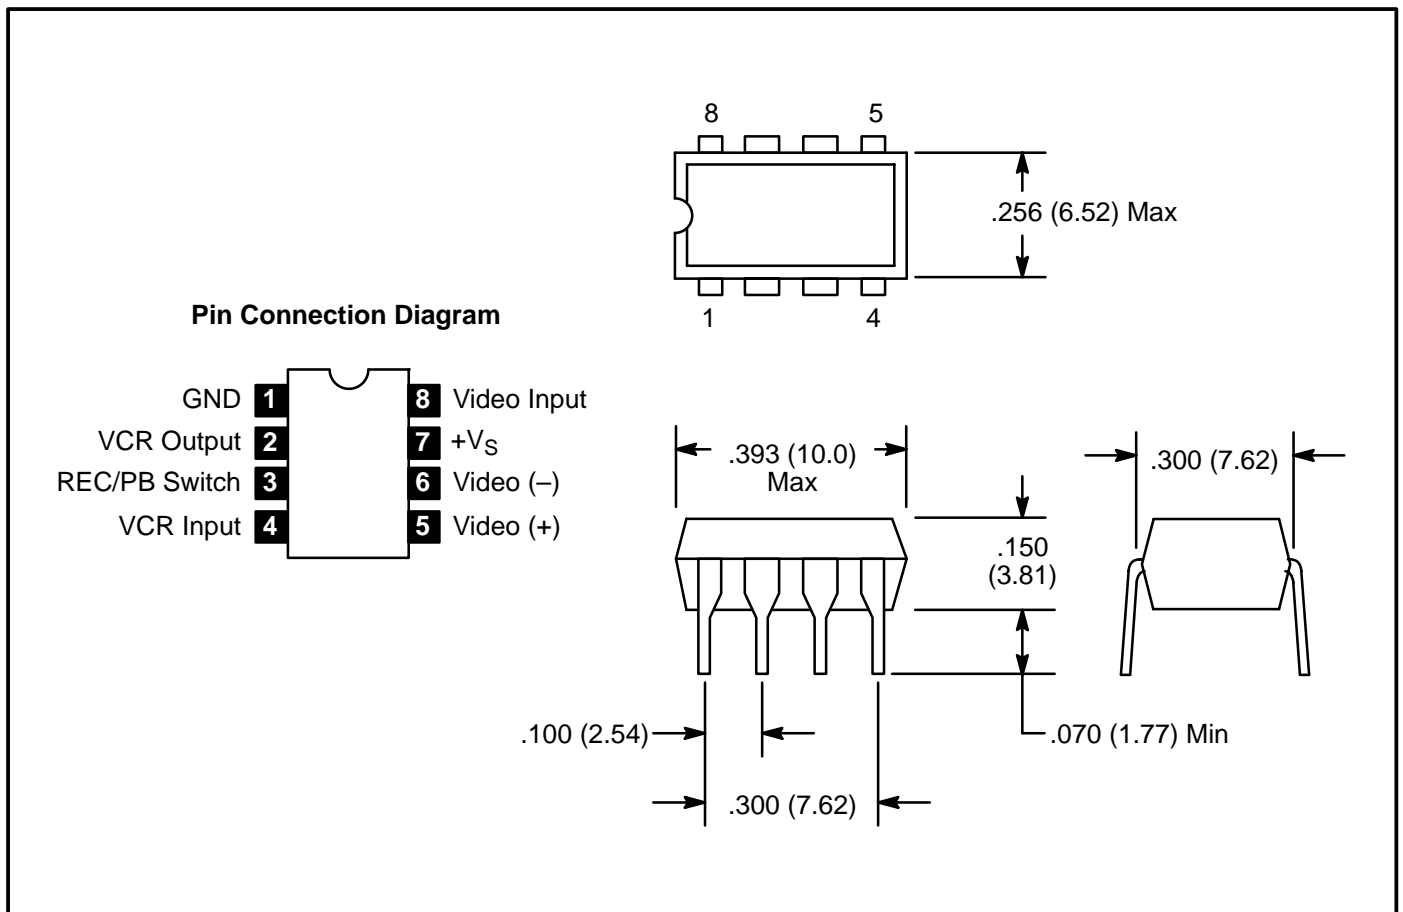 8 5
.256 (6.52) Max
1 4
Pin Connection Diagram
GND 1 8 Video Input
VCR Output 2 7 +VS
REC/PB Switch 3 6 Video (–)
VCR Input 4 5 Video (+)
.393 (10.0)
Max
.300 (7.62)
.150
(3.81)
.100 (2.54)
.070 (1.77) Min
.300 (7.62)